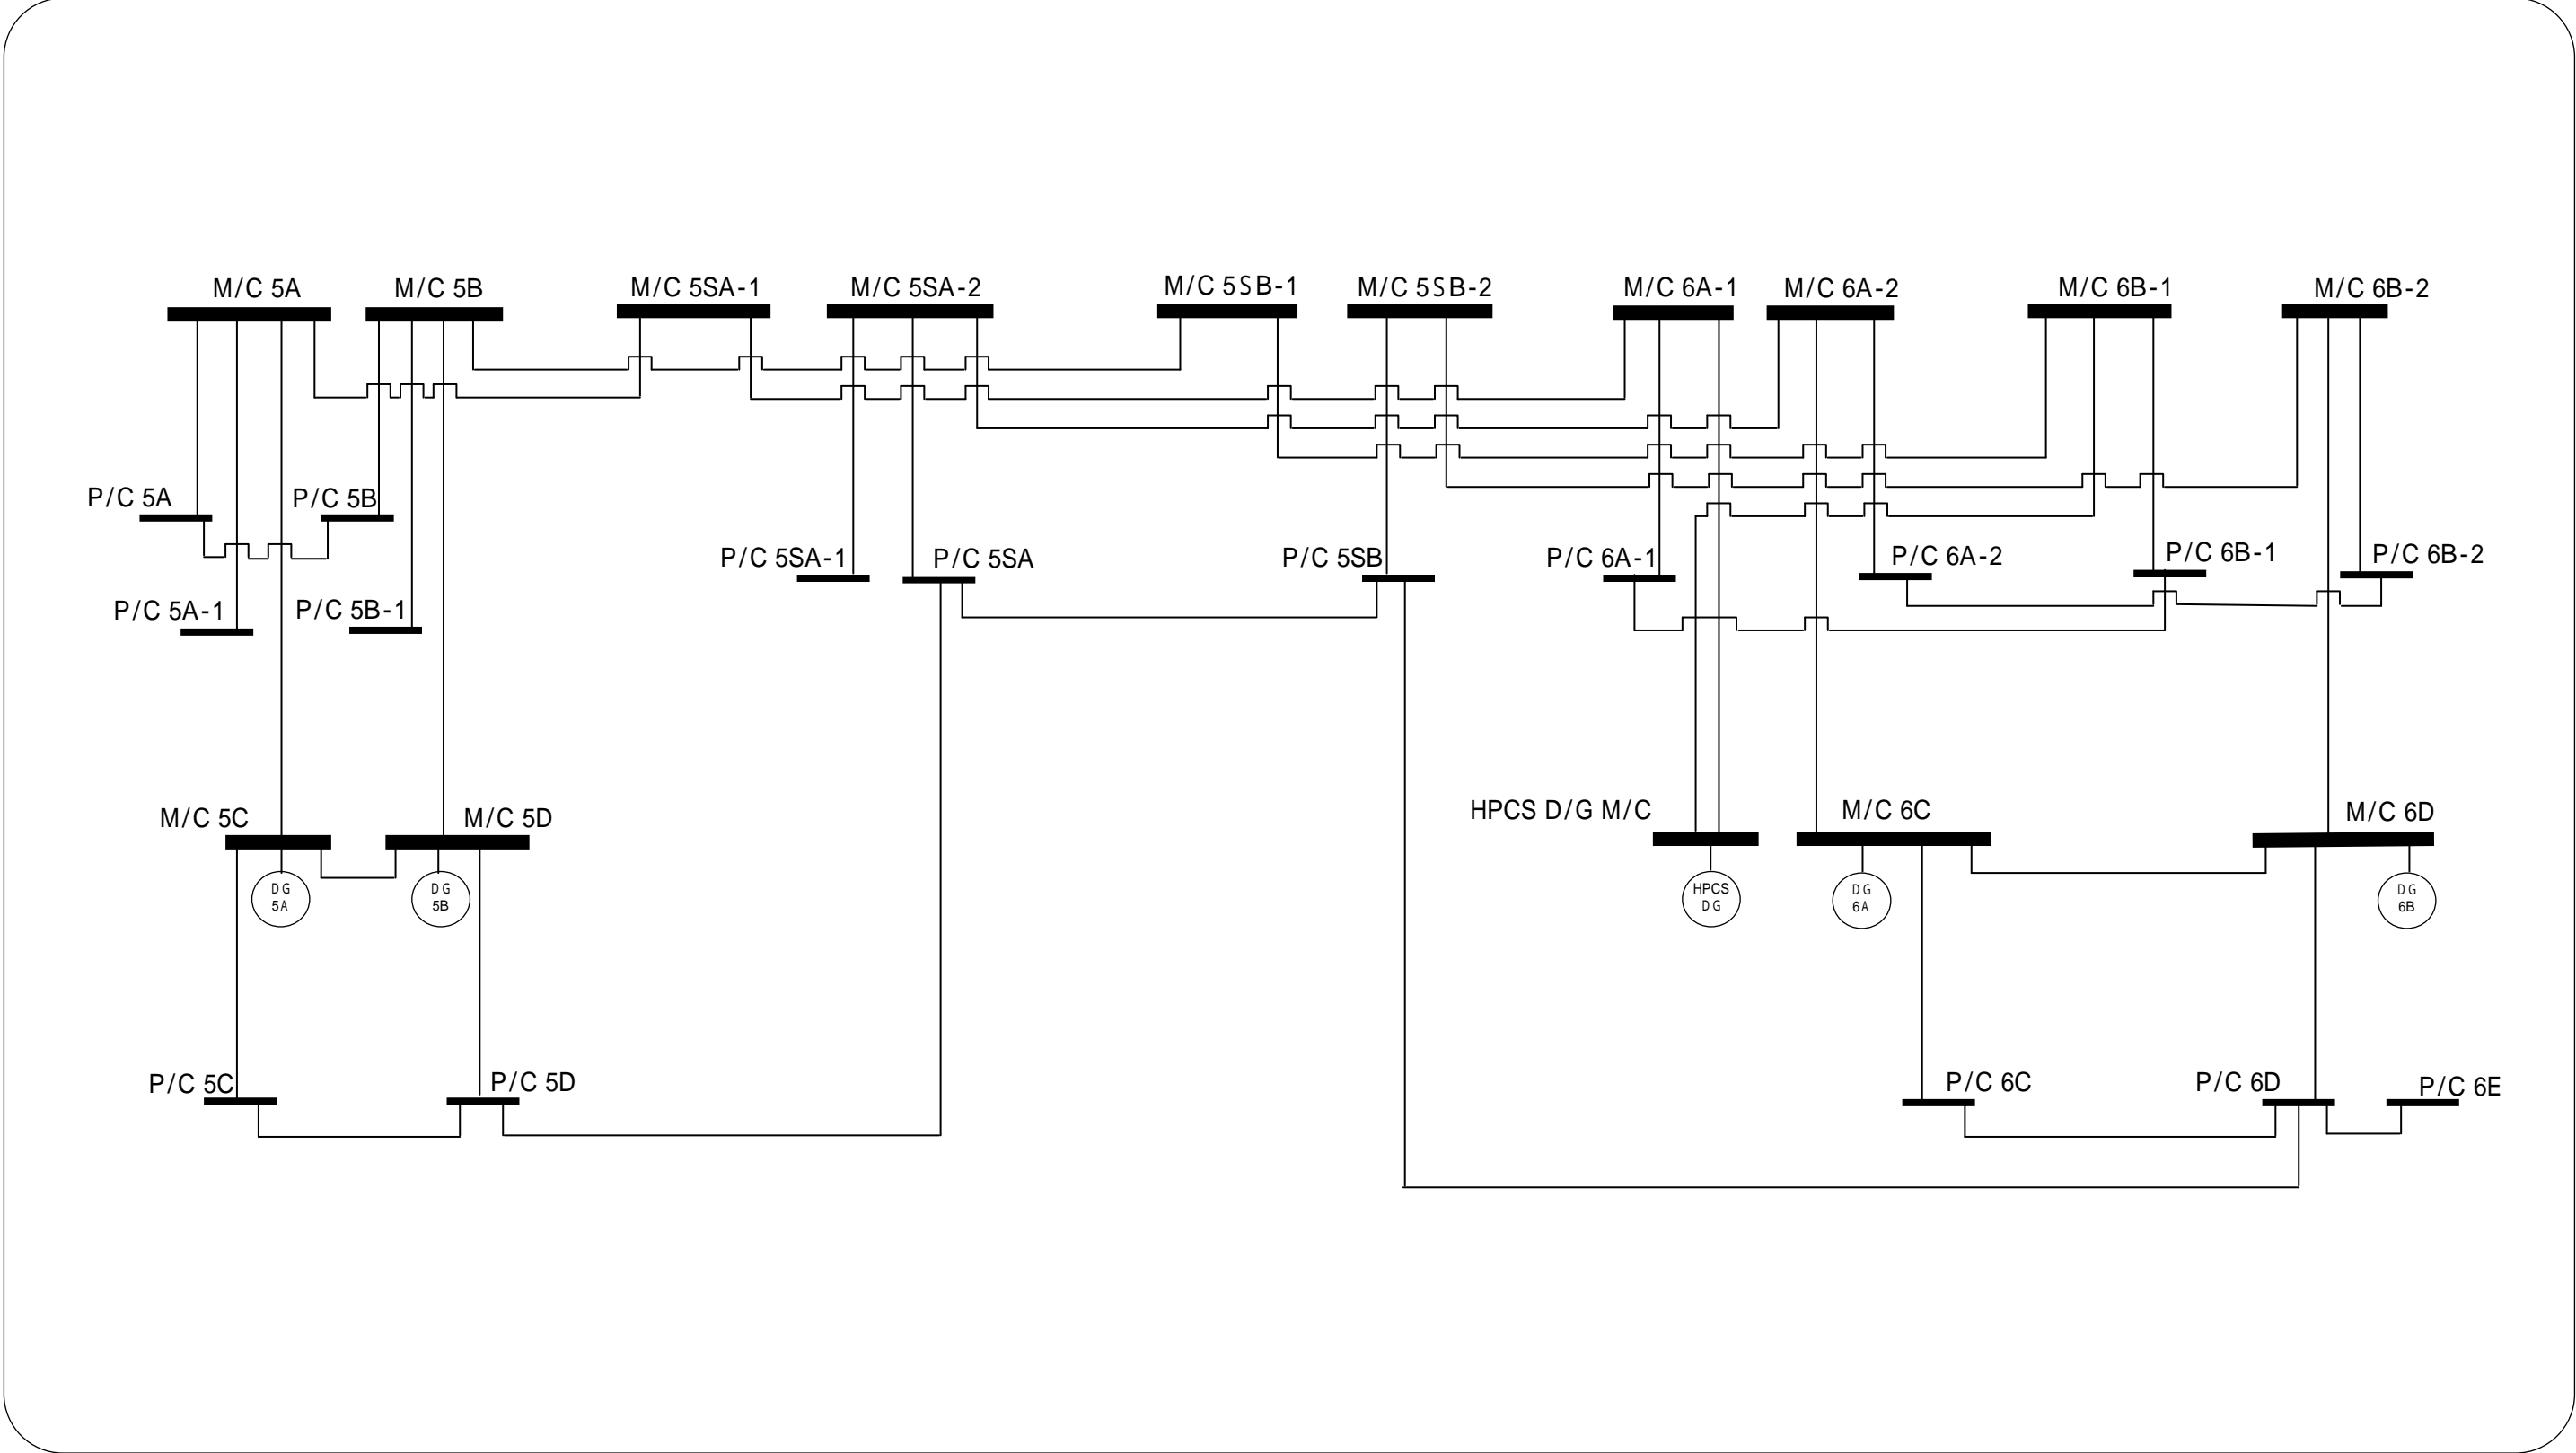 M/C 5A
M/C 5B
M/C 5SA-1
M/C 5SA-2
M/C 5SB-1
M/C 5SB-2
M/C 6A-1
M/C 6A-2
M/C 6B-1
M/C 6B-2
P/C 5A
P/C 5B
P/C 5SA-1
P/C 5SA
P/C 5SB
P/C 6A-1
P/C 6A-2
P/C 6B-1
P/C 6B-2
P/C 5A-1
P/C 5B-1
M/C 5C
M/C 5D
HPCS D/G M/C
M/C 6C
M/C 6D
DG
5A
DG
5B
HPCS
DG
DG
6A
DG
6B
P/C 5C
P/C 5D
P/C 6C
P/C 6D
P/C 6E